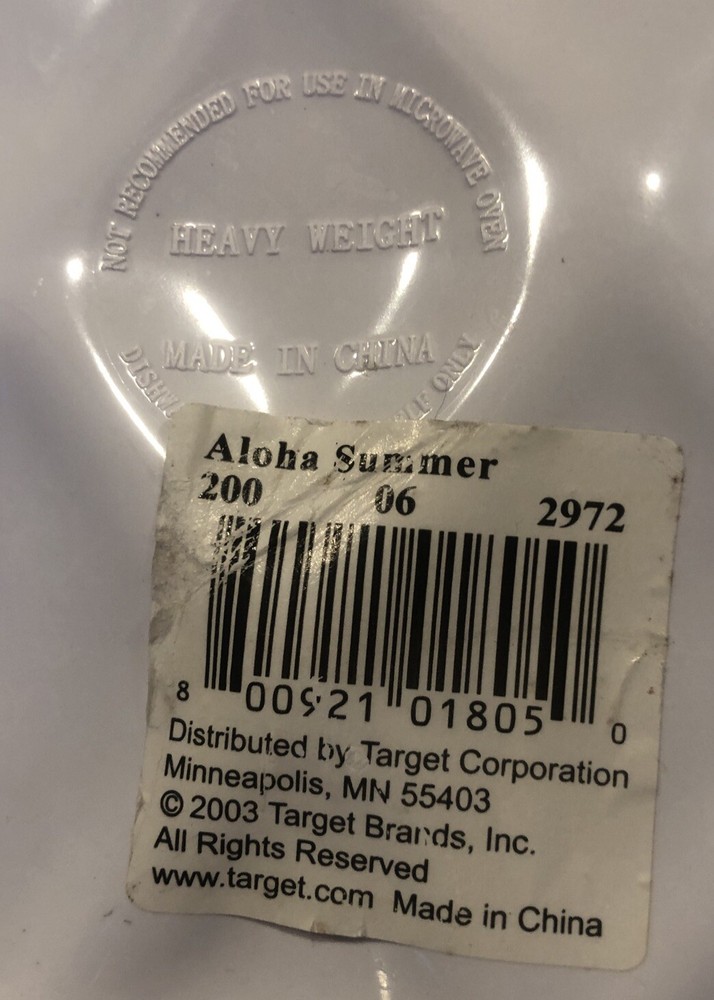 NOT RECOMMENDED FOR USE IN MICROWAVE OVEN
HEAVY WEIGHT
MADE IN CHINA
ONLY
Aloha Summer
200 06 2972
8 00921 01805 0
Distributed by Target Corporation
Minneapolis, MN 55403
© 2003 Target Brands, Inc.
All Rights Reserved
www.target.com Made in China